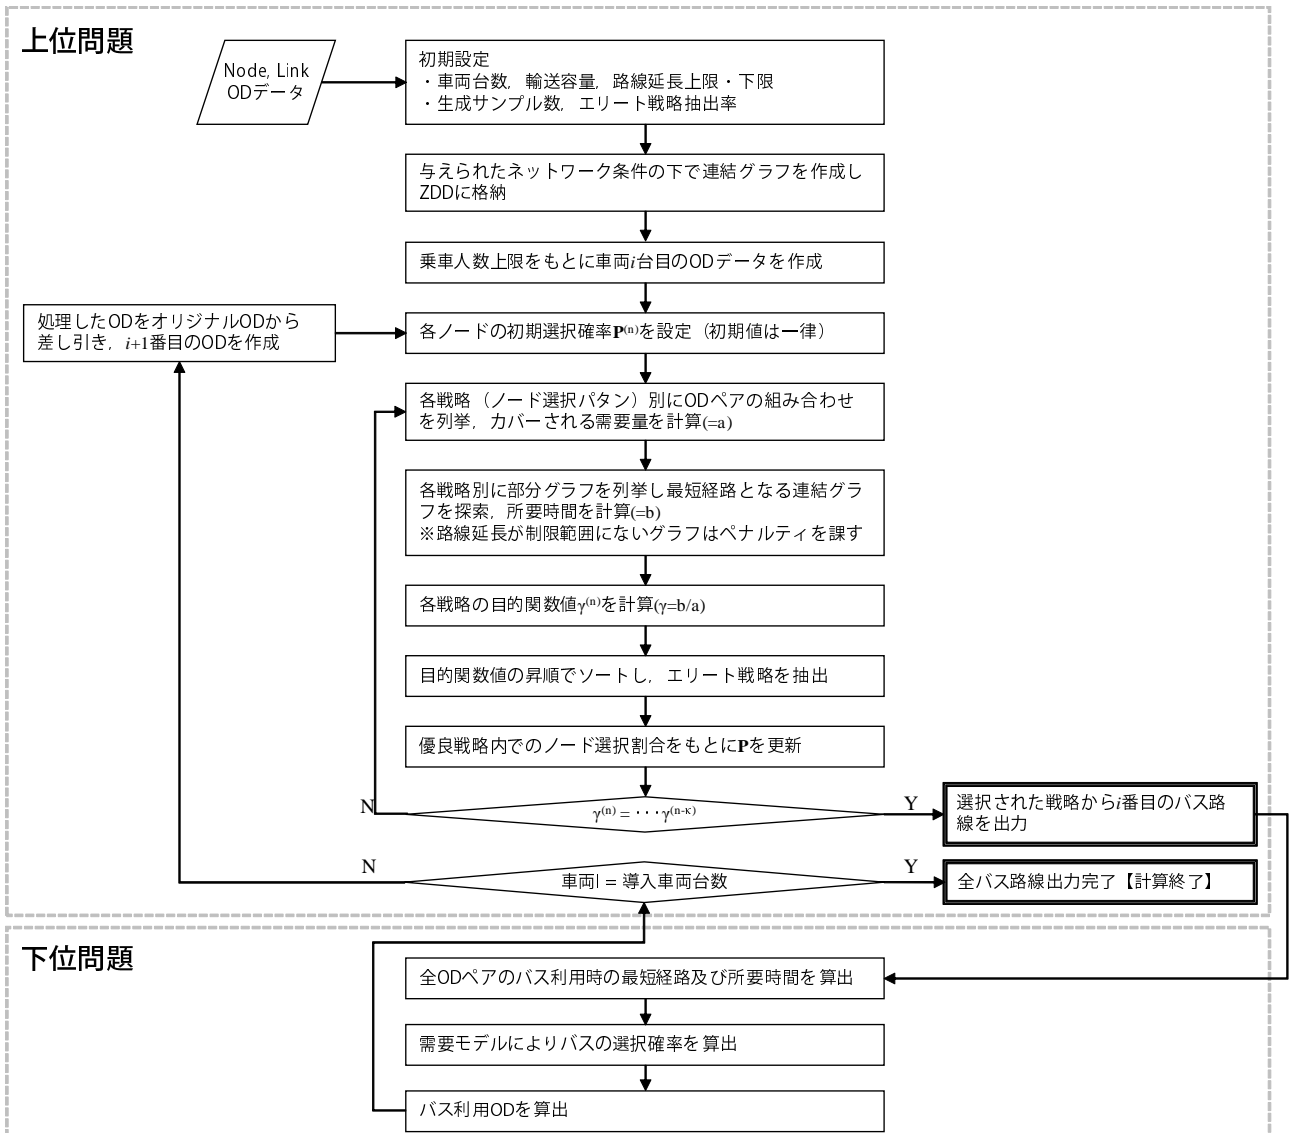 上位問題
Node, Link
ODデータ
初期設定
・車両台数，輸送容量，路線延長上限・下限
・生成サンプル数，エリート戦略抽出率
与えられたネットワーク条件の下で連結グラフを作成し
ZDDに格納
乗車人数上限をもとに車両i台目のODデータを作成
処理したODをオリジナルODから
差し引き，i+1番目のODを作成
各ノードの初期選択確率P(n)を設定（初期値は一律）
各戦略（ノード選択パタン）別にODペアの組み合わせ
を列挙，カバーされる需要量を計算(=a)
各戦略別に部分グラフを列挙し最短経路となる連結グラ
フを探索，所要時間を計算(=b)
※路線延長が制限範囲にないグラフはペナルティを課す
各戦略の目的関数値γ(n)を計算(γ=b/a)
目的関数値の昇順でソートし，エリート戦略を抽出
優良戦略内でのノード選択割合をもとにPを更新
N
γ(n) = ･･･γ(n-κ)
Y
選択された戦略からi番目のバス路
線を出力
N
車両I = 導入車両台数
Y
全バス路線出力完了【計算終了】
下位問題
全ODペアのバス利用時の最短経路及び所要時間を算出
需要モデルによりバスの選択確率を算出
バス利用ODを算出